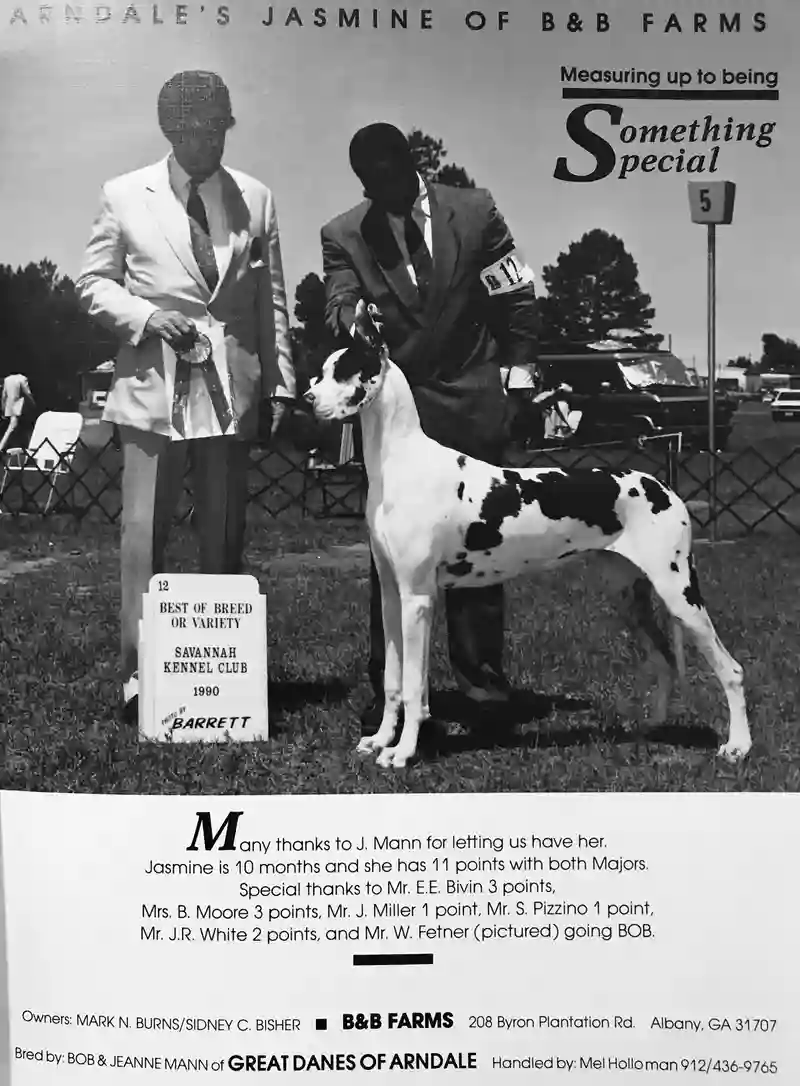 ARNDALE'S JASMINE OF B&B FARMS
Measuring up to being
Something
Special
5
12
12
BEST OF BREED
OR VARIETY
SAVANNAH
KENNEL CLUB
1990
PHOTO BY
BARRETT
Many thanks to J. Mann for letting us have her.
Jasmine is 10 months and she has 11 points with both Majors.
Special thanks to Mr. E.E. Bivin 3 points,
Mrs. B. Moore 3 points, Mr. J. Miller 1 point, Mr. S. Pizzino 1 point,
Mr. J.R. White 2 points, and Mr. W. Fetner (pictured) going BOB.
Owners: MARK N. BURNS/SIDNEY C. BISHER ■ B&B FARMS 208 Byron Plantation Rd. Albany, GA 31707
Bred by: BOB & JEANNE MANN of GREAT DANES OF ARNDALE Handled by: Mel Holloman 912/436-9765